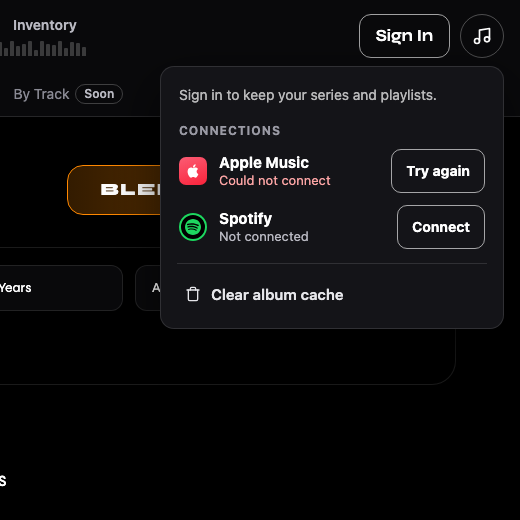 Inventory
Sign In
By Track
Soon
Sign in to keep your series and playlists.
CONNECTIONS
Apple Music
Could not connect
Try again
Spotify
Not connected
Connect
Clear album cache
Years